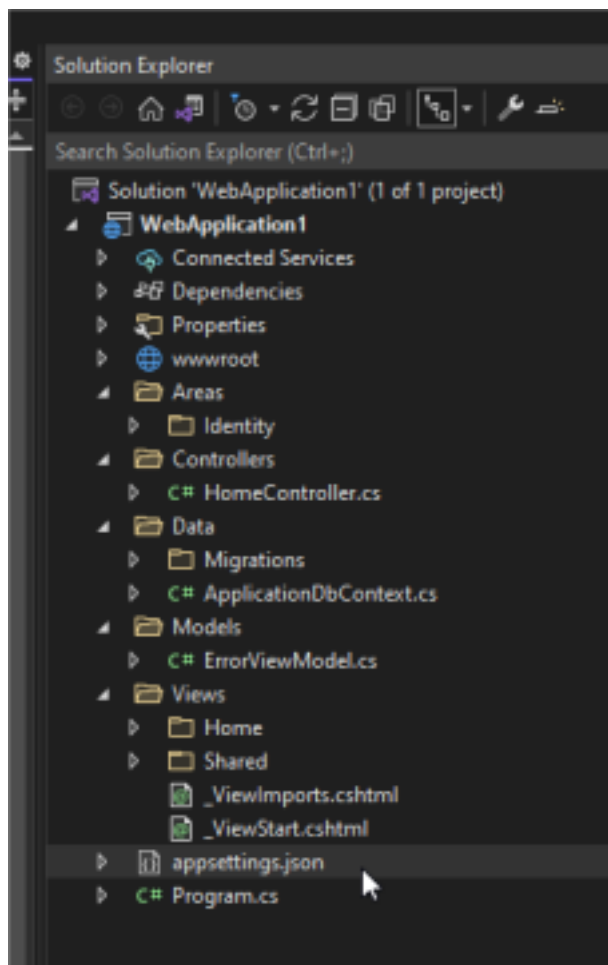 Solution Explorer
Search Solution Explorer (Ctrl+;)
Solution 'WebApplication1' (1 of 1 project)
WebApplication1
Connected Services
Dependencies
Properties
wwwroot
Areas
Identity
Controllers
C# HomeController.cs
Data
Migrations
C# ApplicationDbContext.cs
Models
C# ErrorViewModel.cs
Views
Home
Shared
_ViewImports.cshtml
_ViewStart.cshtml
appsettings.json
C# Program.cs